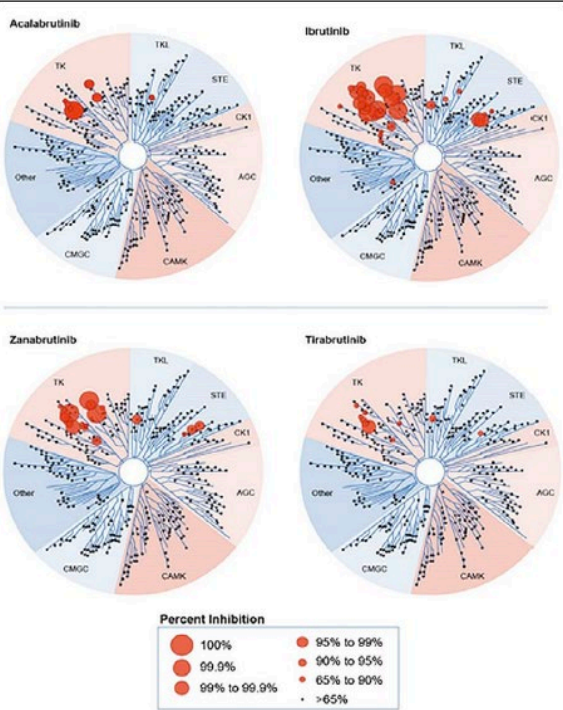 Acalabrutinib
TK
TKL
STE
CK1
AGC
CAMK
CMGC
Other
Ibrutinib
TK
TKL
STE
CK1
AGC
CAMK
CMGC
Other
Zanabrutinib
TK
TKL
STE
CK1
AGC
CAMK
CMGC
Other
Tirabrutinib
TK
TKL
STE
CK1
AGC
CAMK
CMGC
Other
Percent Inhibition
100%
99.9%
99% to 99.9%
95% to 99%
90% to 95%
65% to 90%
>65%